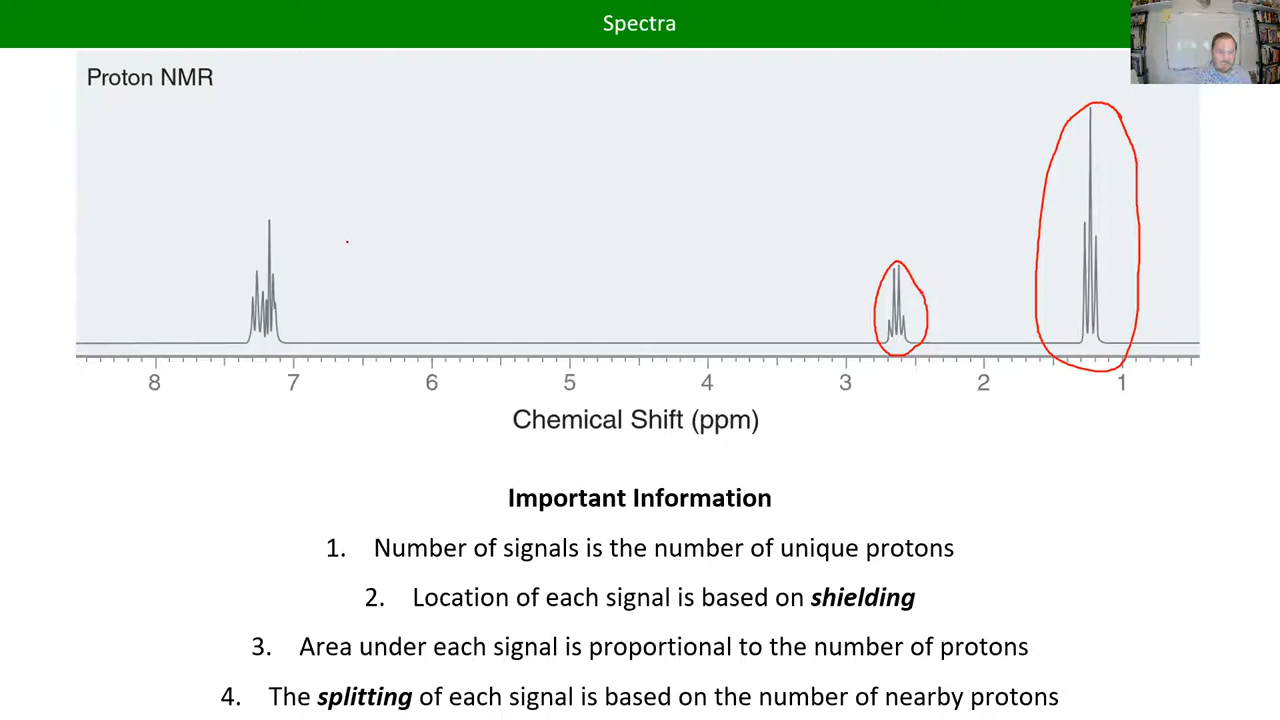 Spectra
Proton NMR
8 7 6 5 4 3 2 1
Chemical Shift (ppm)
Important Information
1. Number of signals is the number of unique protons
2. Location of each signal is based on shielding
3. Area under each signal is proportional to the number of protons
4. The splitting of each signal is based on the number of nearby protons